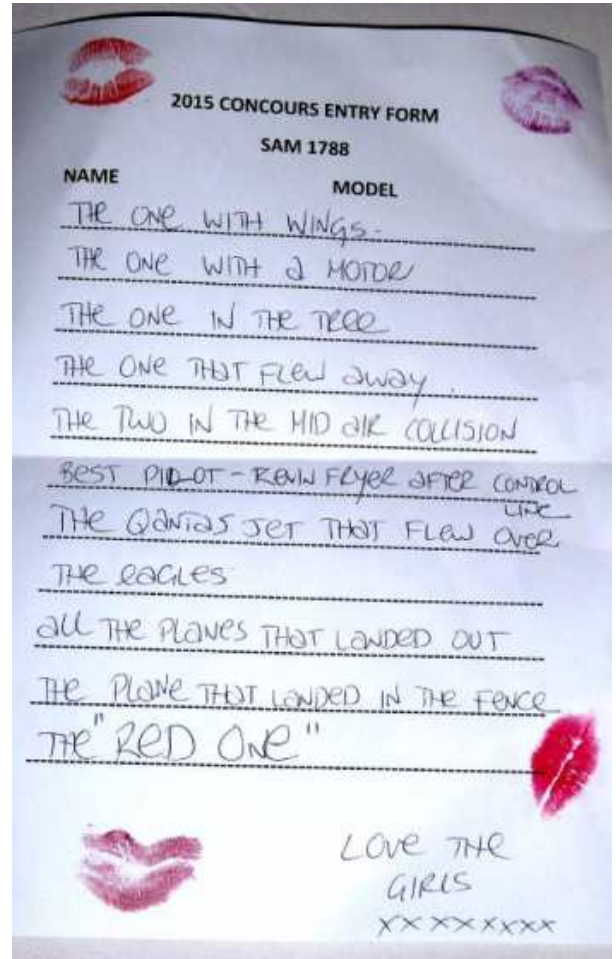 2015 CONCOURS ENTRY FORM
SAM 1788
NAME MODEL
THE ONE WITH WINGS.
THE ONE WITH a MOTOR
THE ONE IN THE TREE
THE ONE THAT FLEW away.
THE TWO IN THE MID aIR COLLISION
BEST PILOT - KEVIN FRYER aFTER CONTROL
LINE
THE QaNTaS JET THaT FLEW OVER
THE EaGLES
aLL THE PLaNES THaT LaNDED OUT
THE PLaNE THaT LaNDED IN THE FENCE
THE "RED ONE"
LOVE THE
GIRLS
XXXXXXXX